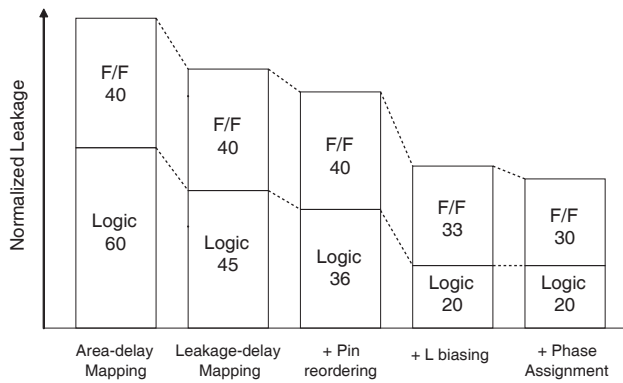 Normalized Leakage
F/F
40
Logic
60
F/F
40
Logic
45
F/F
40
Logic
36
F/F
33
Logic
20
F/F
30
Logic
20
Area-delay
Mapping
Leakage-delay
Mapping
+ Pin
reordering
+ L biasing
+ Phase
Assignment